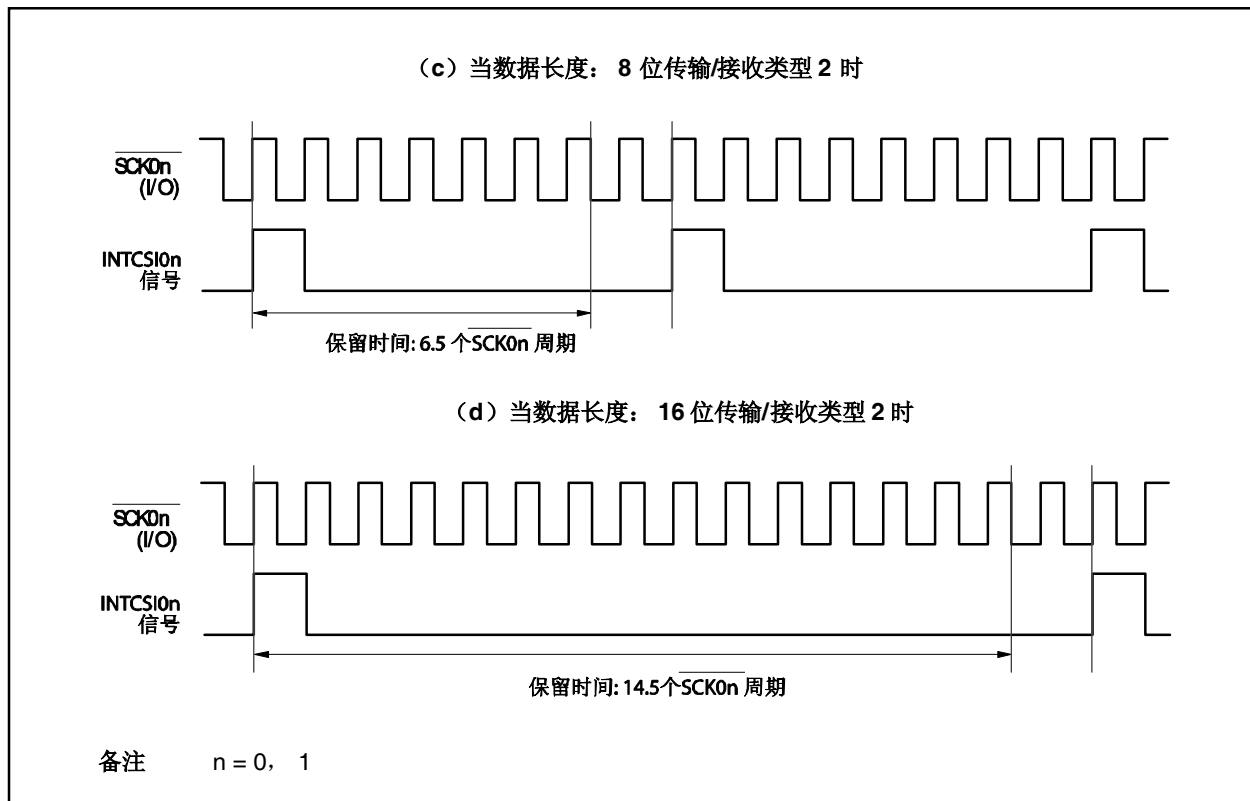 （c）当数据长度： 8 位传输/接收类型 2 时
SCK0n
(I/O)
INTCSI0n
信号
保留时间: 6.5 个SCK0n 周期
（d）当数据长度： 16 位传输/接收类型 2 时
SCK0n
(I/O)
INTCSI0n
信号
保留时间: 14.5个SCK0n 周期
备注 n = 0， 1